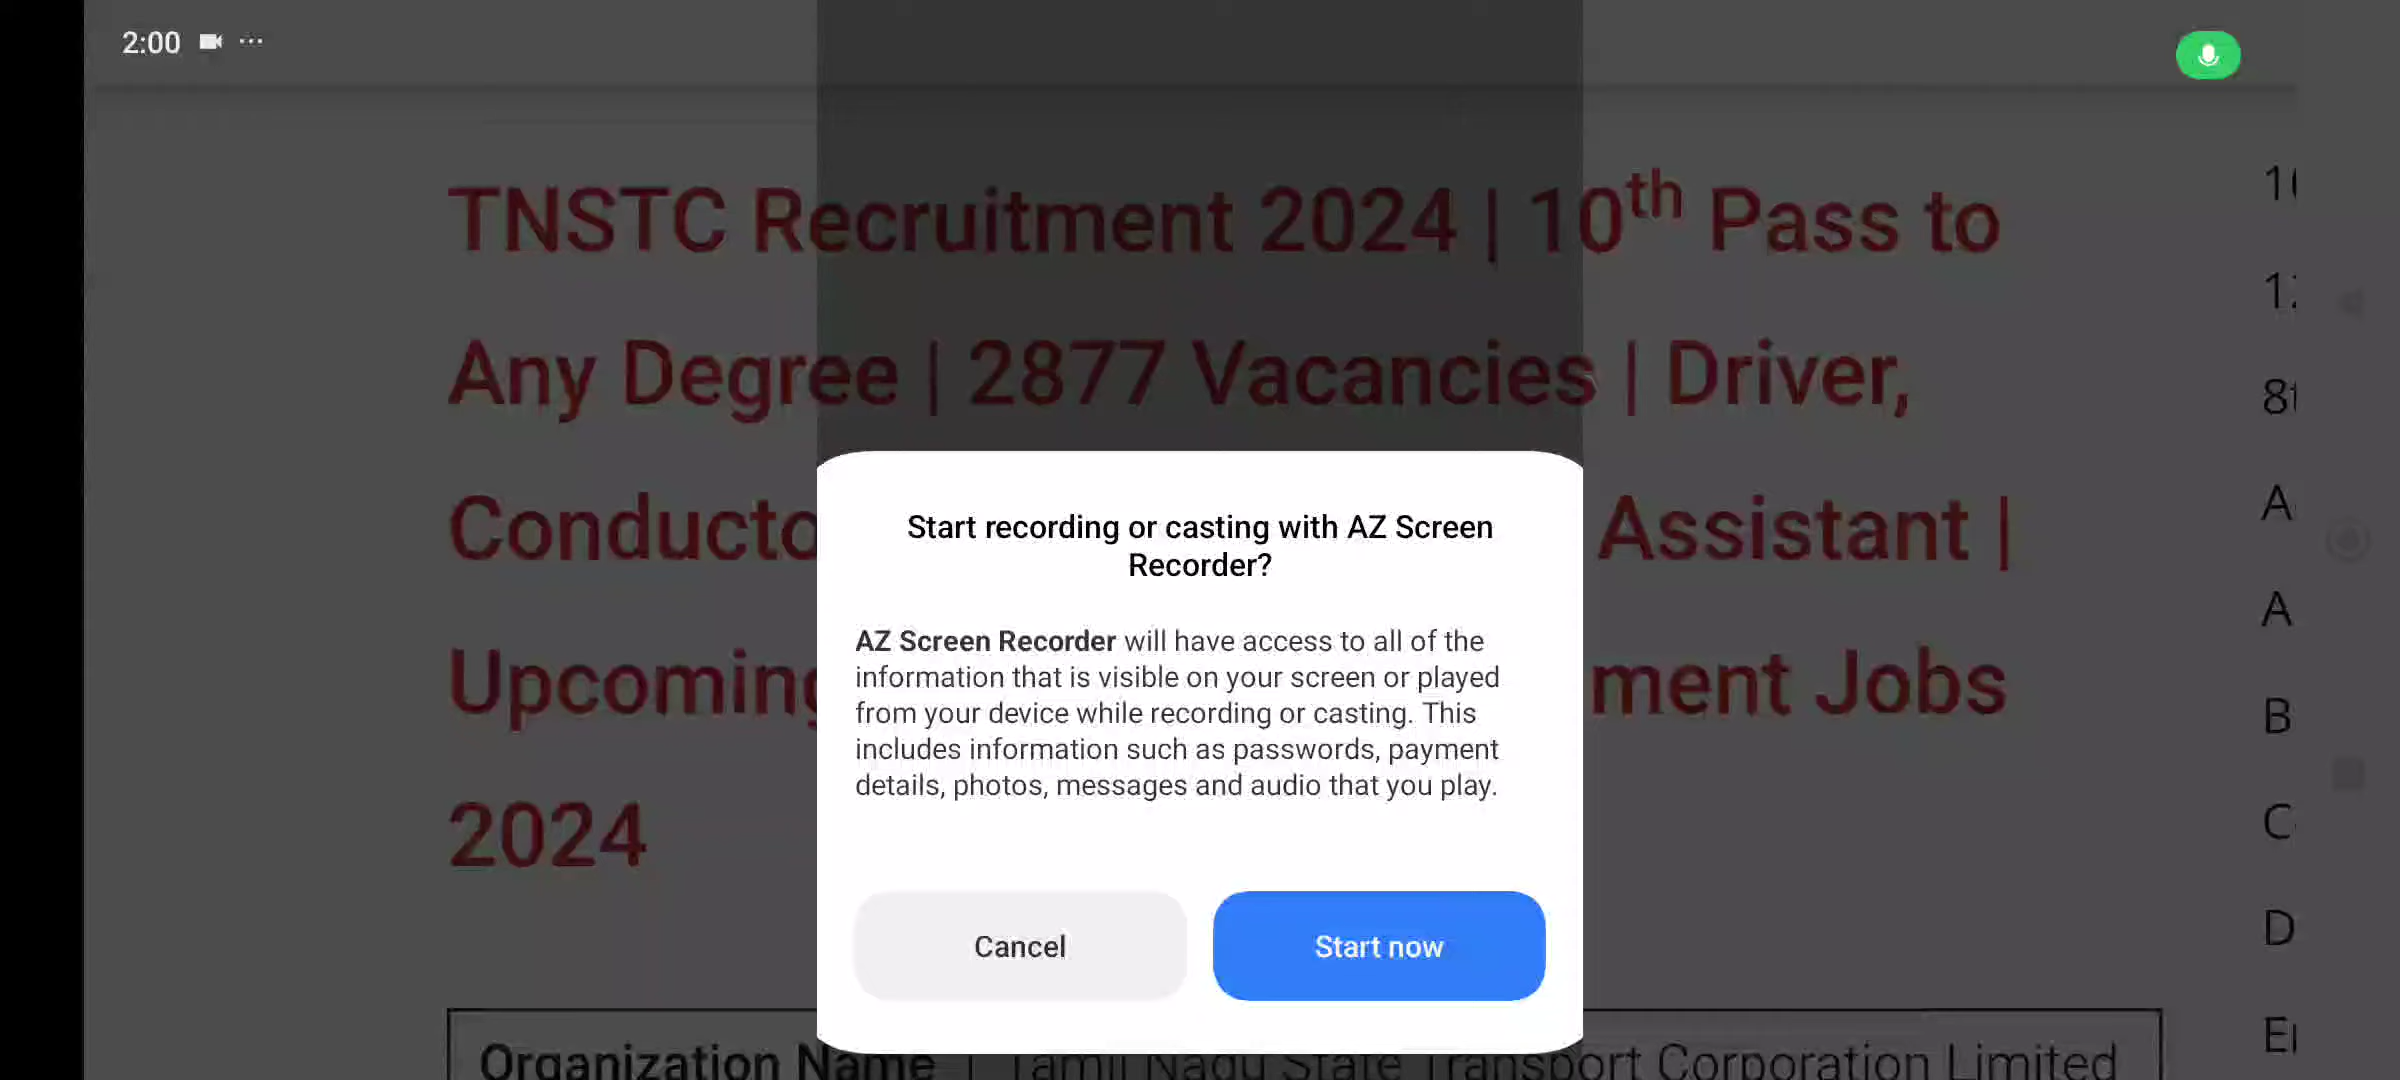 2:00
TNSTC Recruitment 2024 | 10th Pass to
Any Degree | 2877 Vacancies | Driver,
Conducto Assistant |
Upcoming ment Jobs
2024
Organization Name | Tamil Nadu State Transport Corporation Limited
Start recording or casting with AZ Screen
Recorder?
AZ Screen Recorder will have access to all of the
information that is visible on your screen or played
from your device while recording or casting. This
includes information such as passwords, payment
details, photos, messages and audio that you play.
Cancel
Start now
8t
A
A
B
C
D